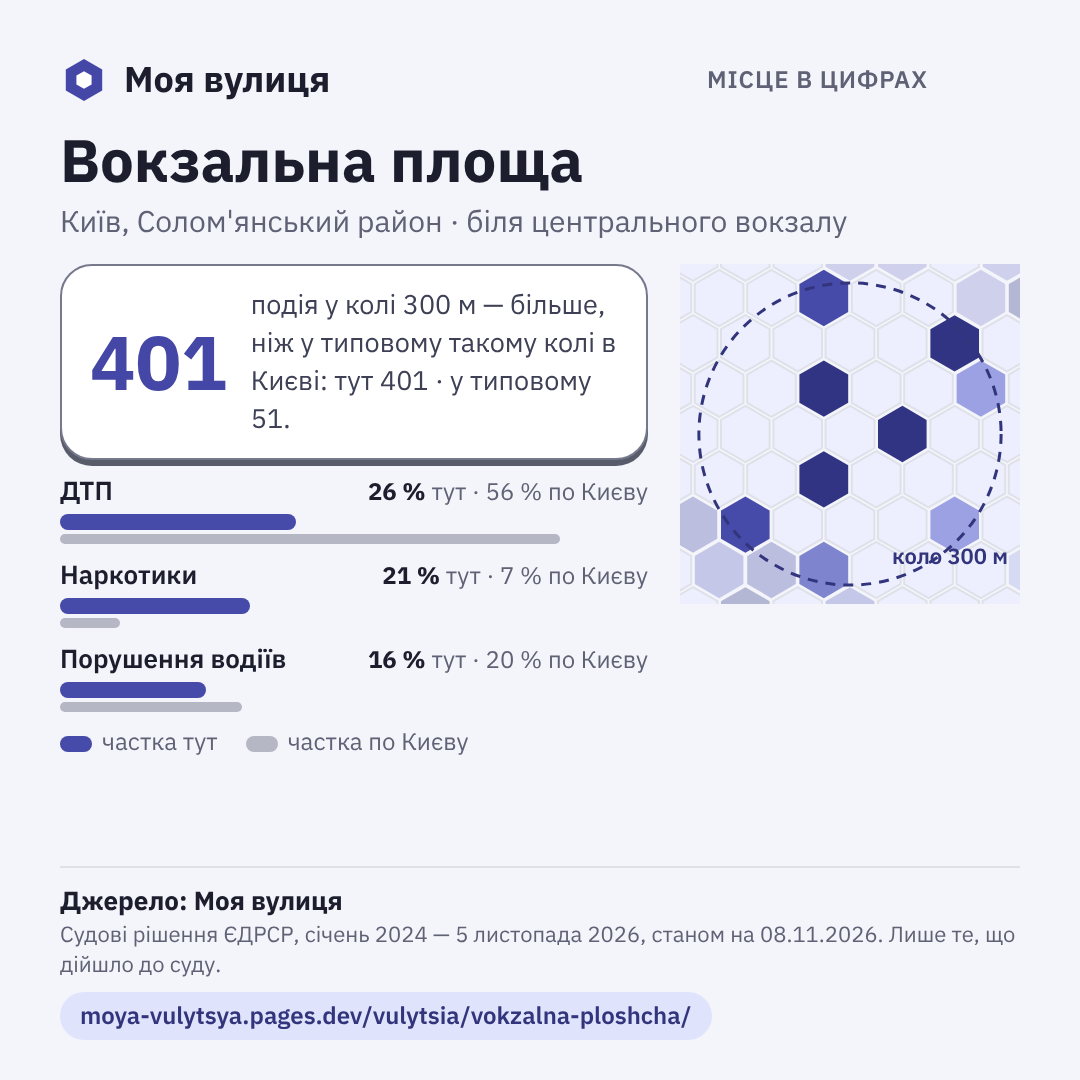 Моя вулиця
МІСЦЕ В ЦИФРАХ
Вокзальна площа
Київ, Солом'янський район · біля центрального вокзалу
401
подія у колі 300 м — більше,
ніж у типовому такому колі в
Києві: тут 401 · у типовому
51.
коло 300 м
ДТП
26 % тут · 56 % по Києву
Наркотики
21 % тут · 7 % по Києву
Порушення водіїв
16 % тут · 20 % по Києву
частка тут
частка по Києву
Джерело: Моя вулиця
Судові рішення ЄДРСР, січень 2024 — 5 листопада 2026, станом на 08.11.2026. Лише те, що
дійшло до суду.
moya-vulytsya.pages.dev/vulytsia/vokzalna-ploshcha/